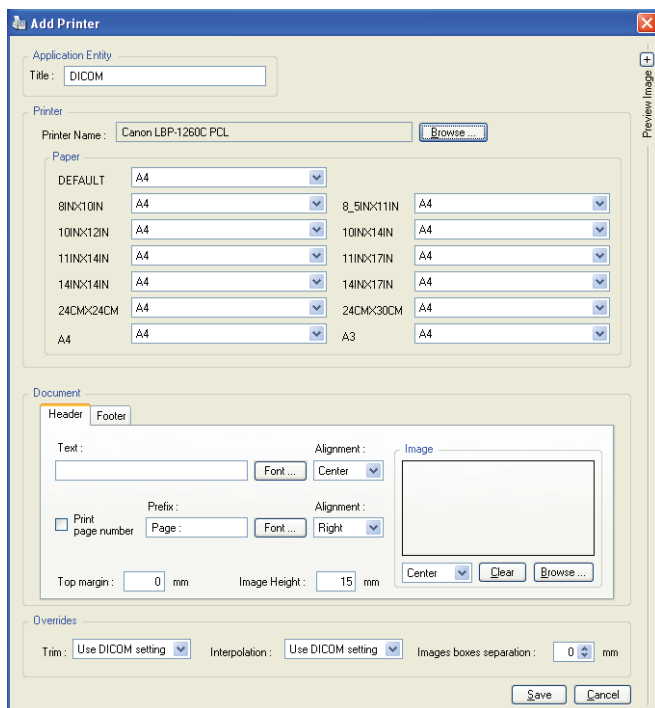 Add Printer
Application Entity
Title : DICOM
Preview Image
Printer
Printer Name : Canon LBP-1260C PCL Browse ...
Paper
DEFAULT A4
8INX10IN A4 8_5INX11IN A4
10INX12IN A4 10INX14IN A4
11INX14IN A4 11INX17IN A4
14INX14IN A4 14INX17IN A4
24CMX24CM A4 24CMX30CM A4
A4 A4 A3 A4
Document
Header Footer
Text : Alignment : Image
Font ... Center
Prefix : Alignment :
Print page number Page : Font ... Right
Center Clear Browse ...
Top margin : 0 mm Image Height : 15 mm
Overrides
Trim : Use DICOM setting Interpolation : Use DICOM setting Images boxes separation : 0 mm
Save Cancel